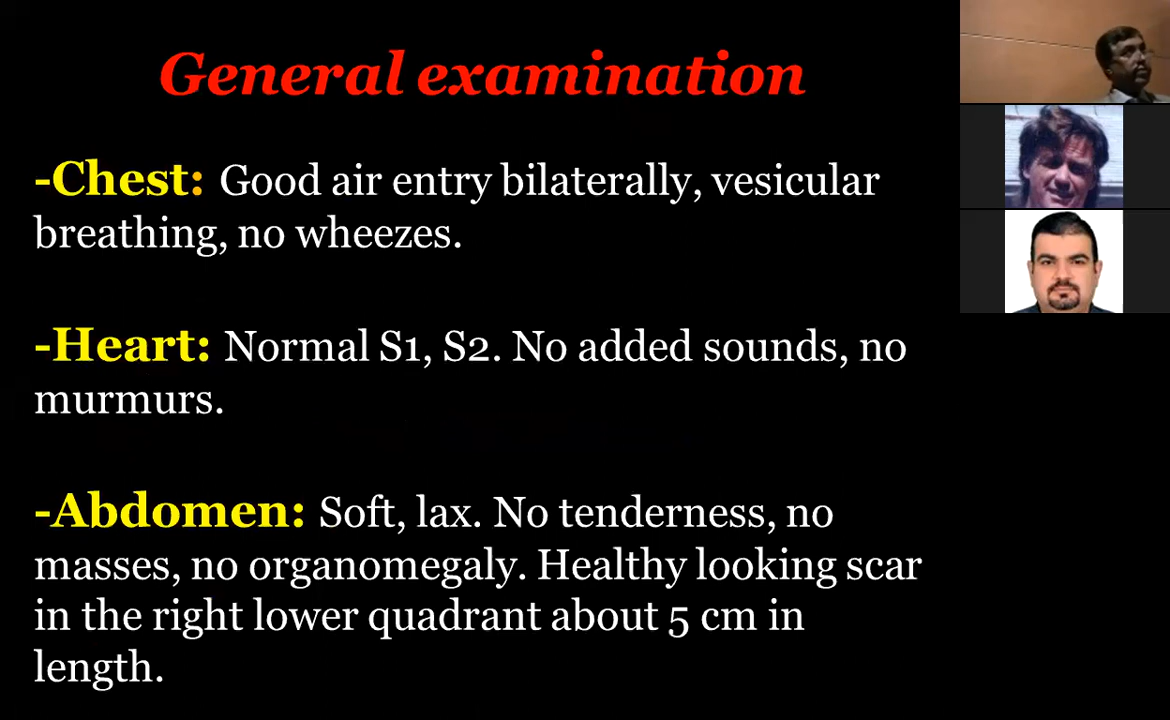 General examination
-Chest: Good air entry bilaterally, vesicular
breathing, no wheezes.
-Heart: Normal S1, S2. No added sounds, no
murmurs.
-Abdomen: Soft, lax. No tenderness, no
masses, no organomegaly. Healthy looking scar
in the right lower quadrant about 5 cm in
length.